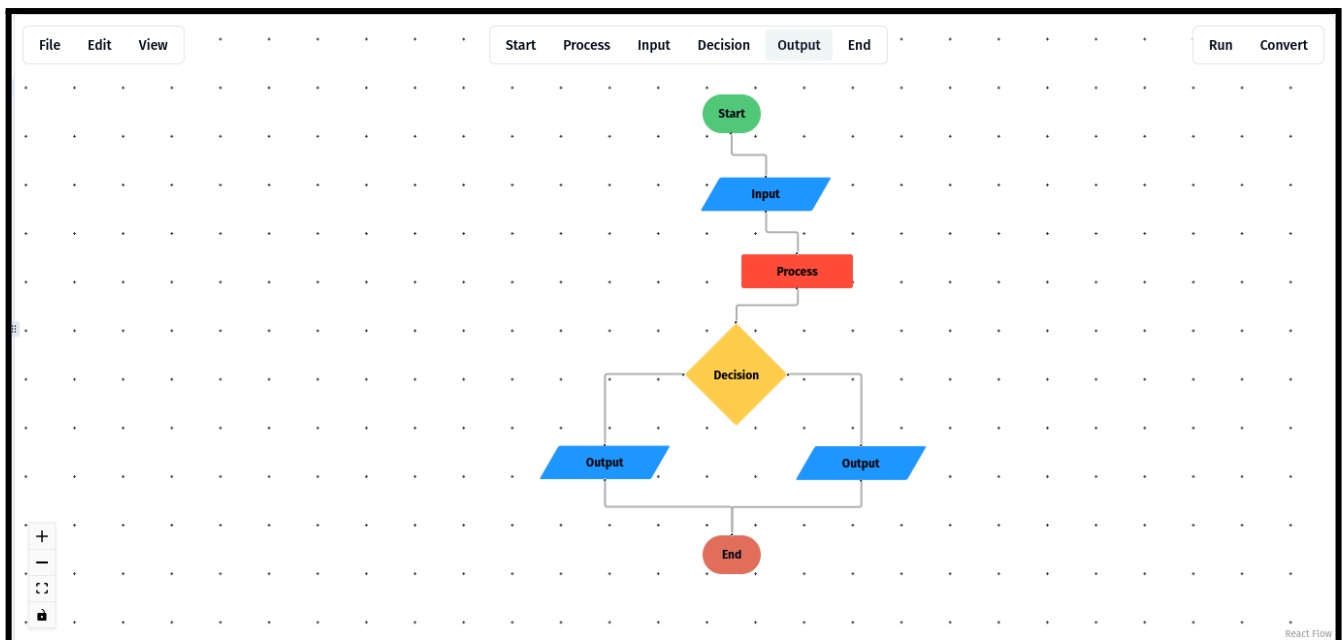 File Edit View
Start Process Input Decision Output End
Run Convert
Start
Input
Process
Decision
Output
Output
End
React Flow